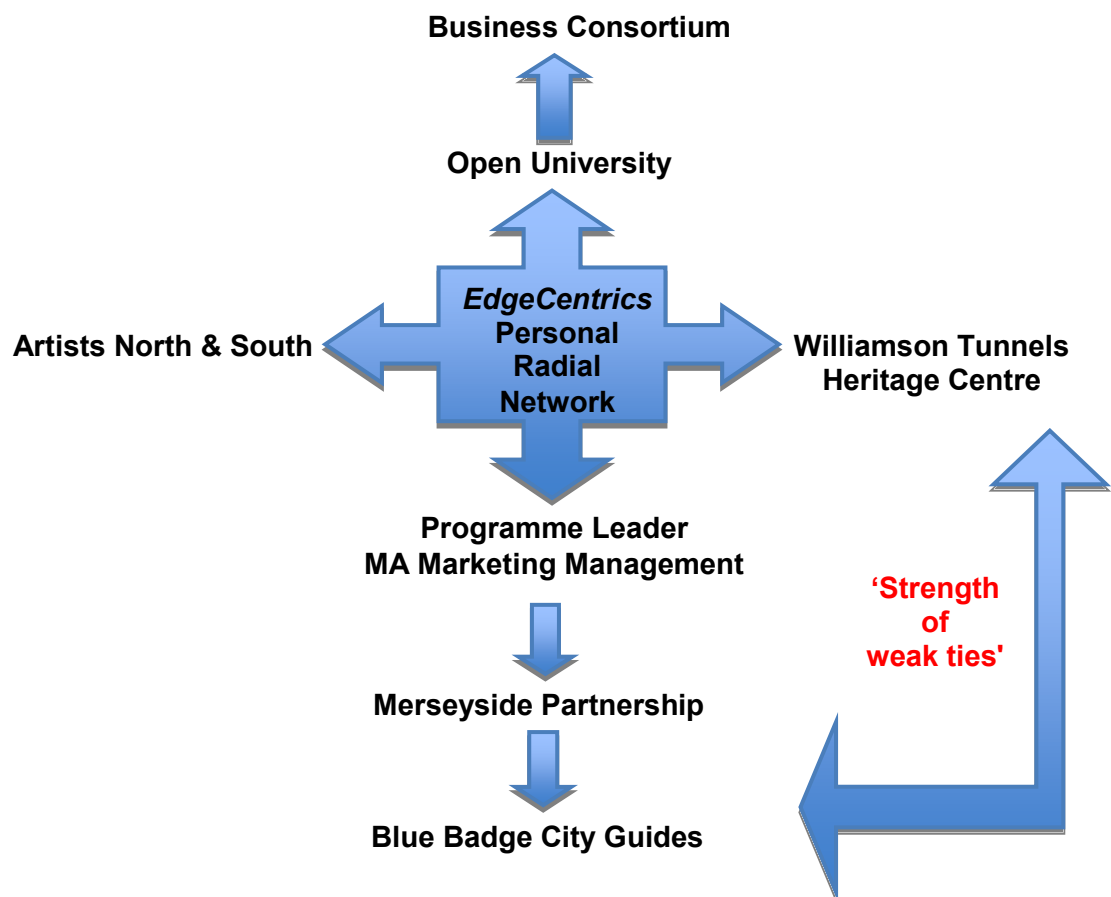 Business Consortium
Open University
EdgeCentrics
Personal
Radial
Network
Artists North & South
Williamson Tunnels
Heritage Centre
Programme Leader
MA Marketing Management
‘Strength
of
weak ties'
Merseyside Partnership
Blue Badge City Guides